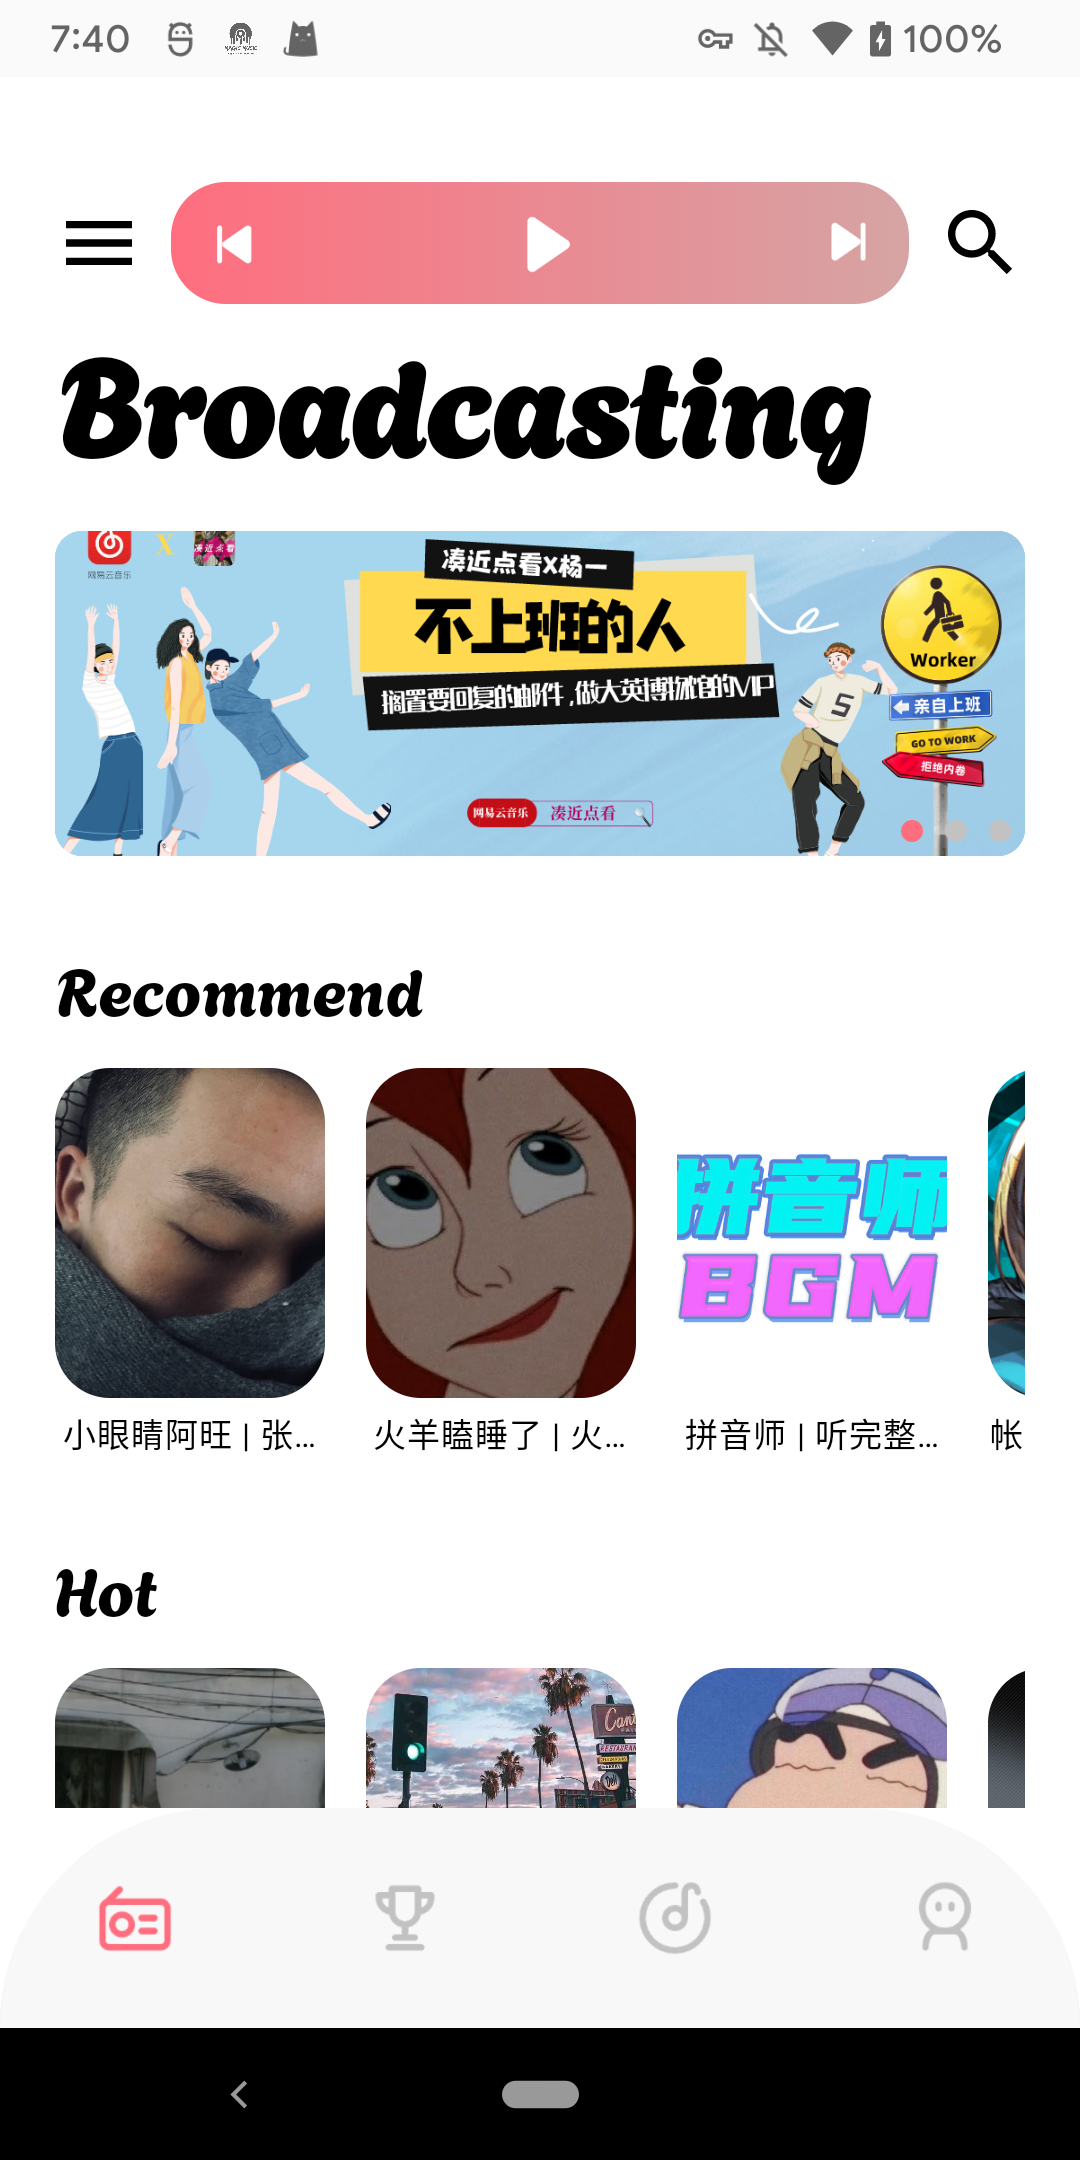 7:40
100%
Broadcasting
网易云音乐
X
凑近点看
凑近点看X杨一
不上班的人
搁置要回复的邮件,做大英博物馆的VIP
Worker
亲自上班
GO TO WORK
拒绝内卷
S
网易云音乐
凑近点看
Recommend
拼音师
BGM
小眼睛阿旺 | 张...
火羊瞌睡了 | 火...
拼音师 | 听完整...
帐
Hot
RESTAURANT